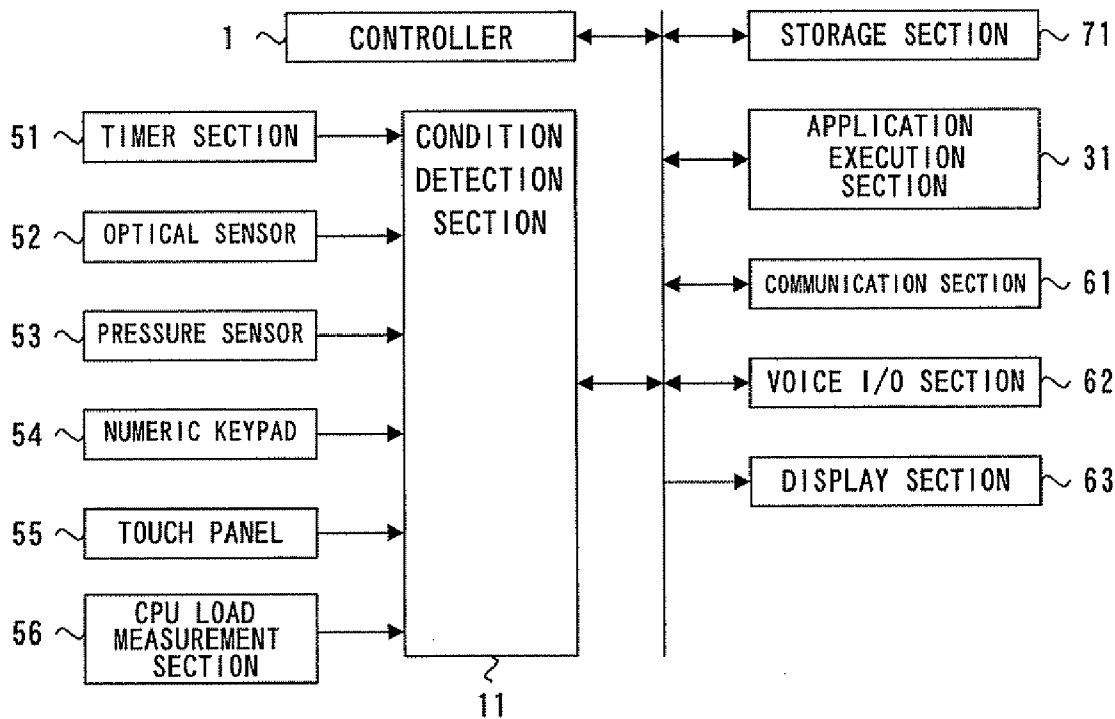 1 CONTROLLER
STORAGE SECTION 71
51 TIMER SECTION
CONDITION
DETECTION
SECTION
APPLICATION
EXECUTION
SECTION
31
52 OPTICAL SENSOR
COMMUNICATION SECTION 61
53 PRESSURE SENSOR
VOICE I/O SECTION 62
54 NUMERIC KEYPAD
DISPLAY SECTION 63
55 TOUCH PANEL
56
CPU LOAD
MEASUREMENT
SECTION
11